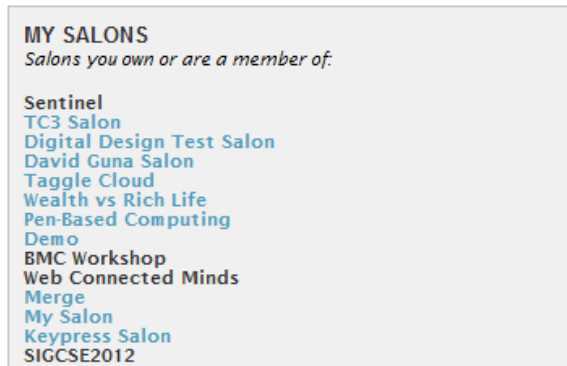 MY SALONS
Salons you own or are a member of:
Sentinel
TC3 Salon
Digital Design Test Salon
David Guna Salon
Taggle Cloud
Wealth vs Rich Life
Pen-Based Computing
Demo
BMC Workshop
Web Connected Minds
Merge
My Salon
Keypress Salon
SIGCSE2012